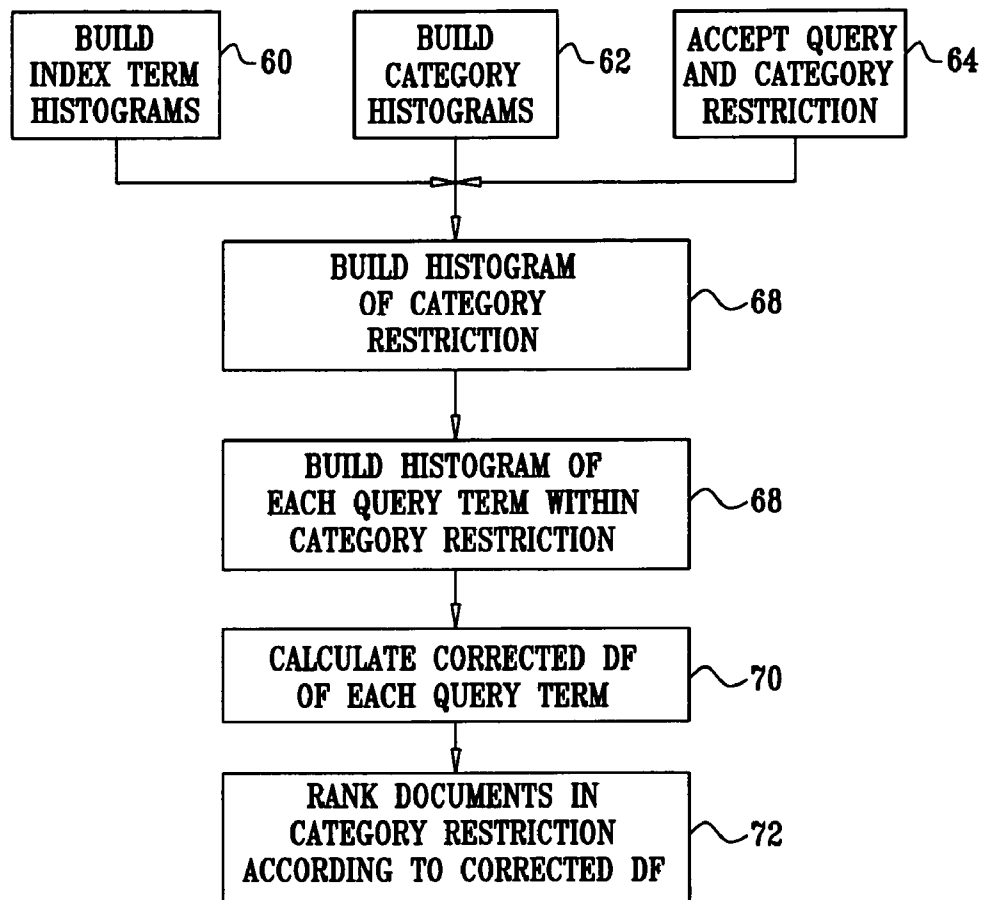 BUILD
INDEX TERM
HISTOGRAMS
60
BUILD
CATEGORY
HISTOGRAMS
62
ACCEPT QUERY
AND CATEGORY
RESTRICTION
64
BUILD HISTOGRAM
OF CATEGORY
RESTRICTION
68
BUILD HISTOGRAM OF
EACH QUERY TERM WITHIN
CATEGORY RESTRICTION
68
CALCULATE CORRECTED DF
OF EACH QUERY TERM
70
RANK DOCUMENTS IN
CATEGORY RESTRICTION
ACCORDING TO CORRECTED DF
72